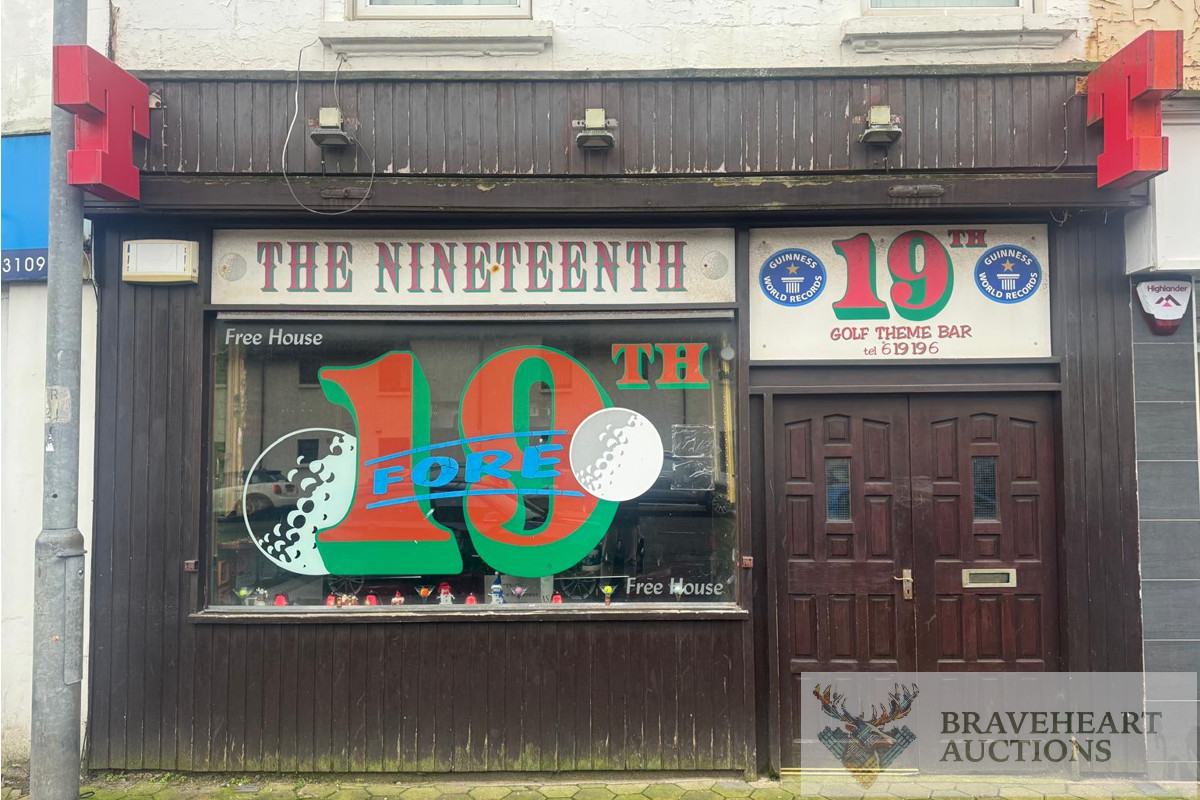 3109
THE NINETEENTH
GUINNESS
WORLD RECORDS
19TH
GUINNESS
WORLD RECORDS
GOLF THEME BAR
tel 619196
Highlander
Free House
19TH
FORE
Free House
BRAVEHEART
AUCTIONS